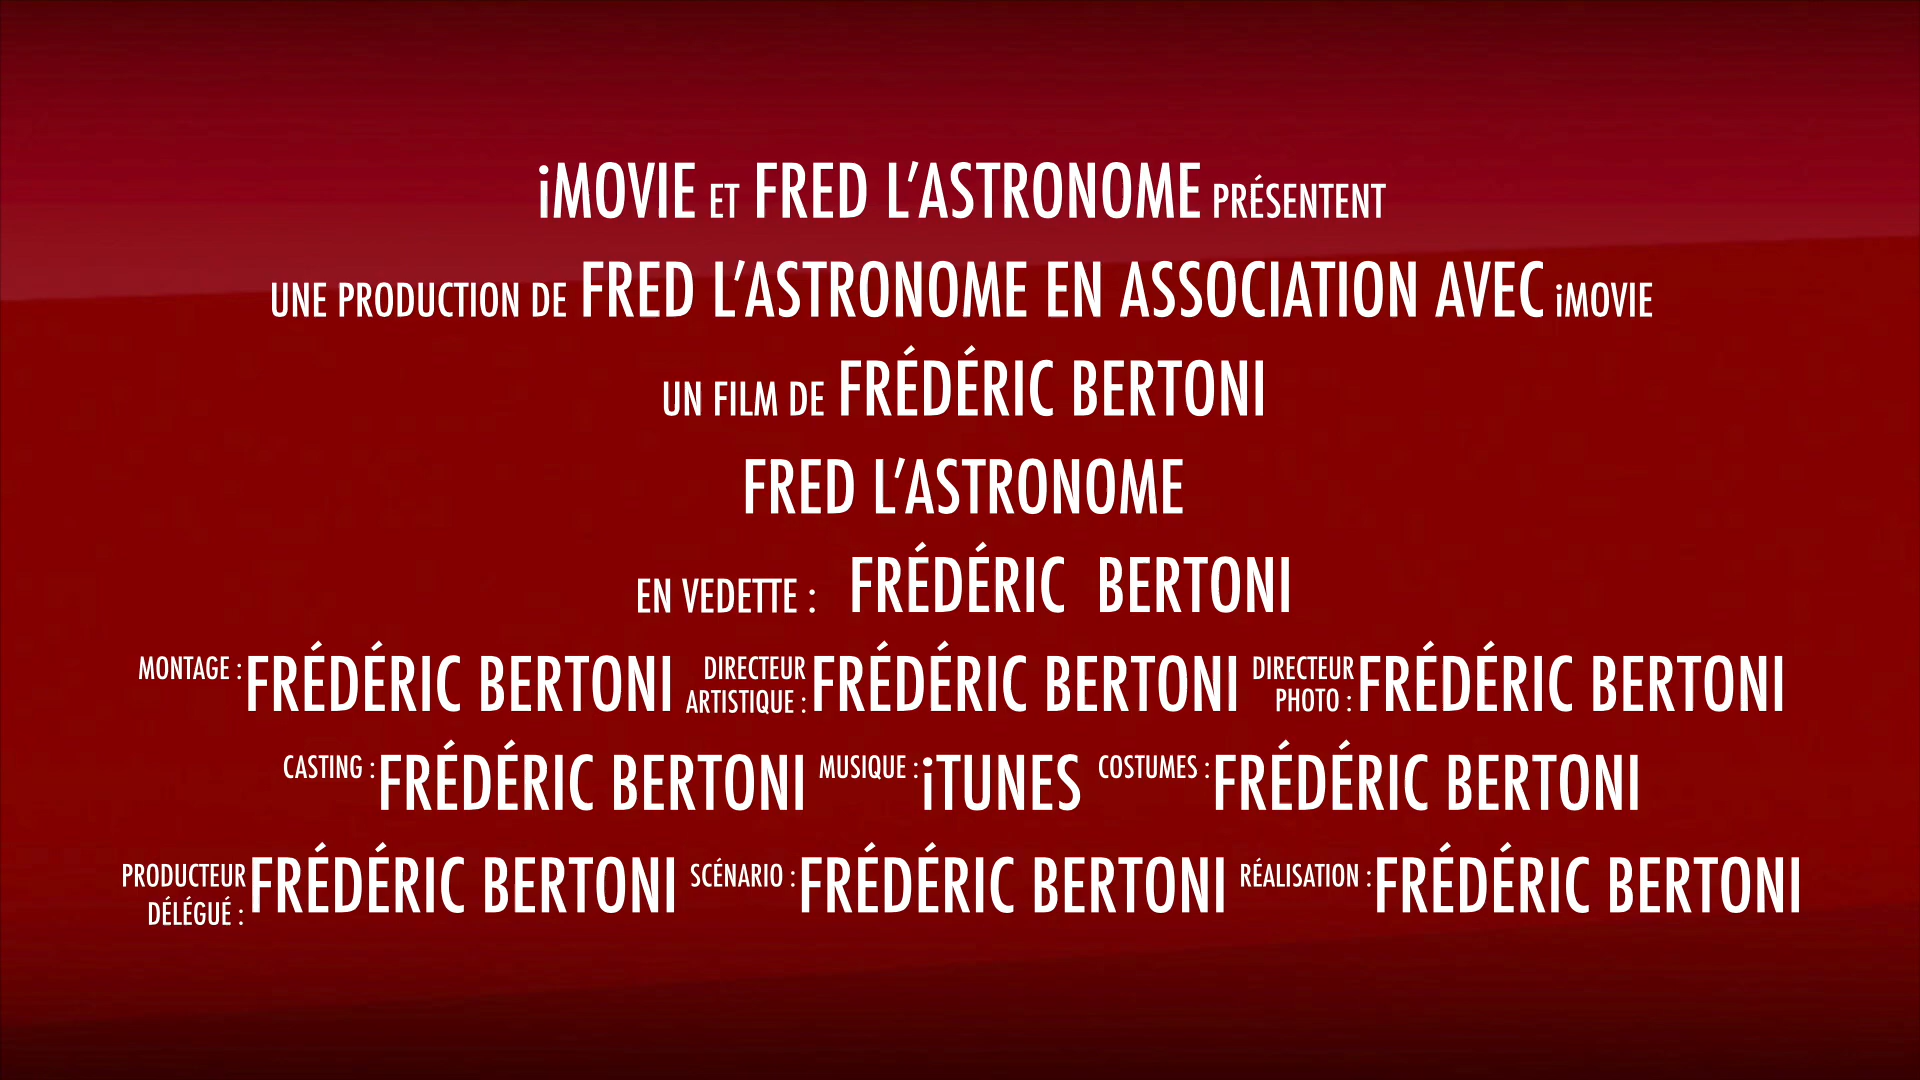 iMOVIE ET FRED L’ASTRONOME PRÉSENTENT
UNE PRODUCTION DE FRED L’ASTRONOME EN ASSOCIATION AVEC iMOVIE
UN FILM DE FRÉDÉRIC BERTONI
FRED L’ASTRONOME
EN VEDETTE : FRÉDÉRIC BERTONI
MONTAGE : FRÉDÉRIC BERTONI DIRECTEUR ARTISTIQUE : FRÉDÉRIC BERTONI DIRECTEUR PHOTO : FRÉDÉRIC BERTONI
CASTING : FRÉDÉRIC BERTONI MUSIQUE : iTUNES COSTUMES : FRÉDÉRIC BERTONI
PRODUCTEUR DÉLÉGUÉ : FRÉDÉRIC BERTONI SCÉNARIO : FRÉDÉRIC BERTONI RÉALISATION : FRÉDÉRIC BERTONI